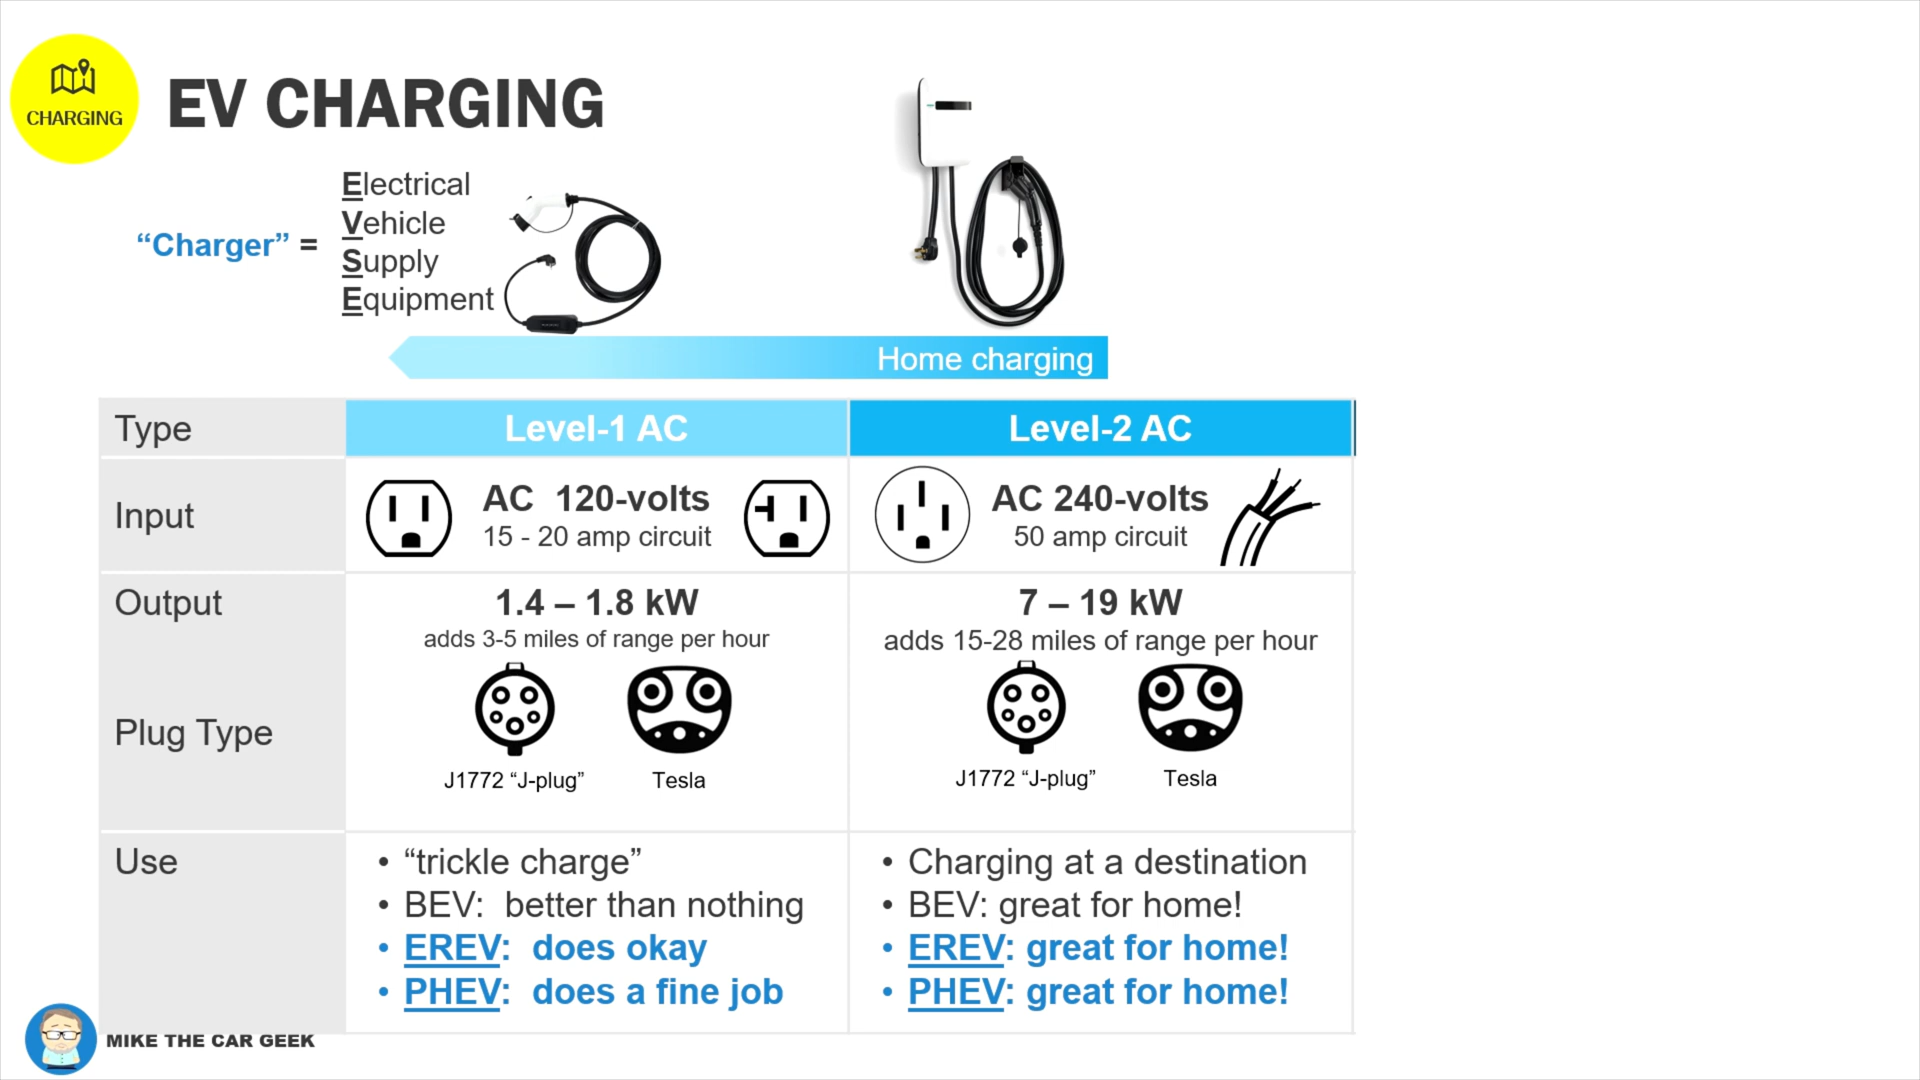 CHARGING
EV CHARGING
“Charger” =
Electrical
Vehicle
Supply
Equipment
Home charging
Type
Level-1 AC
Level-2 AC
Input
AC 120-volts
15 - 20 amp circuit
AC 240-volts
50 amp circuit
Output
1.4 – 1.8 kW
adds 3-5 miles of range per hour
7 – 19 kW
adds 15-28 miles of range per hour
Plug Type
J1772 “J-plug”
Tesla
J1772 “J-plug”
Tesla
Use
• “trickle charge”
• BEV: better than nothing
• EREV: does okay
• PHEV: does a fine job
• Charging at a destination
• BEV: great for home!
• EREV: great for home!
• PHEV: great for home!
MIKE THE CAR GEEK